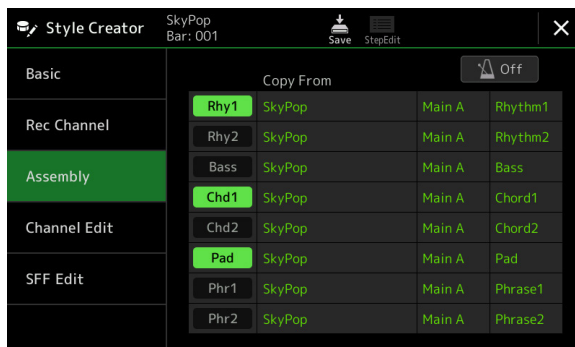 Style Creator
SkyPop
Bar: 001
Save
StepEdit
Basic
Rec Channel
Assembly
Channel Edit
SFF Edit
Copy From
Off
Rhy1 SkyPop Main A Rhythm1
Rhy2 SkyPop Main A Rhythm2
Bass SkyPop Main A Bass
Chd1 SkyPop Main A Chord1
Chd2 SkyPop Main A Chord2
Pad SkyPop Main A Pad
Phr1 SkyPop Main A Phrase1
Phr2 SkyPop Main A Phrase2